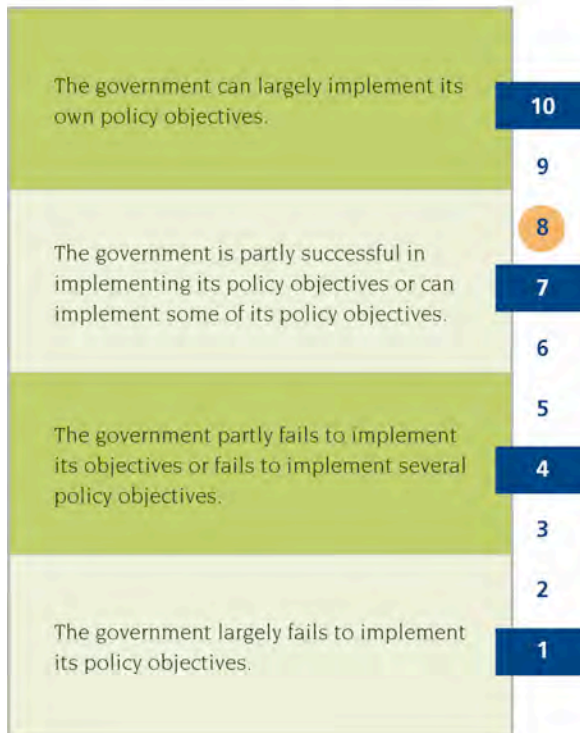 The government can largely implement its
own policy objectives.
10
9
8
The government is partly successful in
implementing its policy objectives or can
implement some of its policy objectives.
7
6
5
The government partly fails to implement
its objectives or fails to implement several
policy objectives.
4
3
2
The government largely fails to implement
its policy objectives.
1